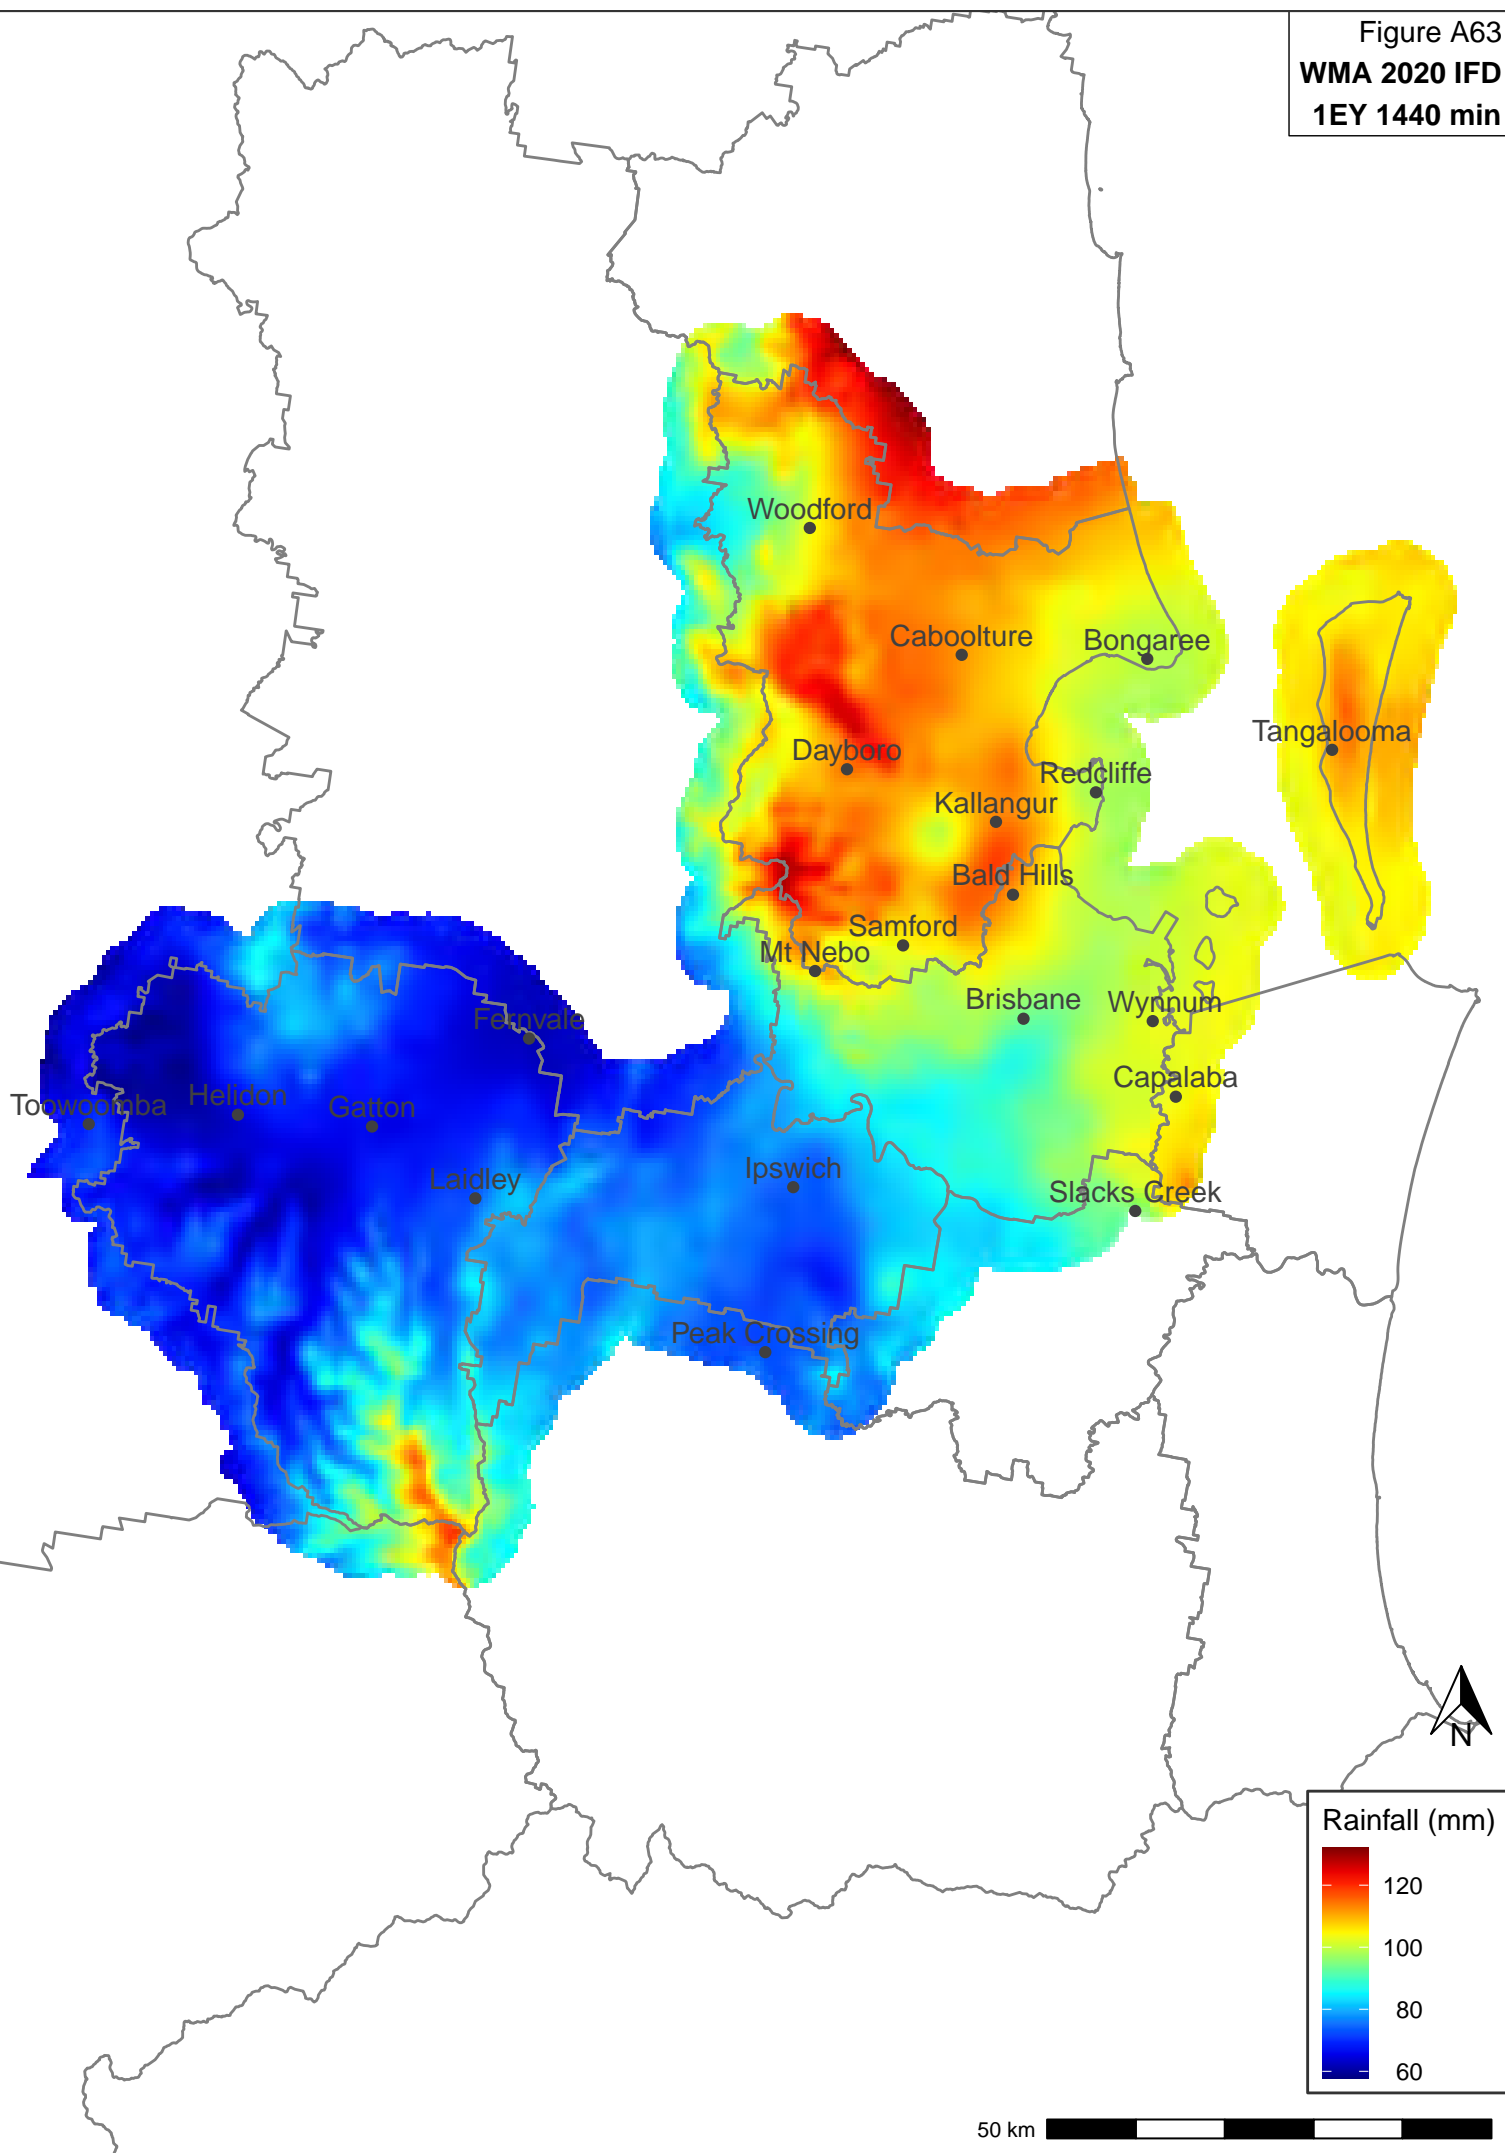 Figure A63
WMA 2020 IFD
1EY 1440 min
Woodford
Caboolture
Bongaree
Tangalooma
Dayboro
Redcliffe
Kallangur
Bald Hills
Samford
Mt Nebo
Brisbane
Wynnum
Fernvale
Capalaba
Toowoomba
Helidon
Gatton
Laidley
Ipswich
Slacks Creek
Peak Crossing
N
Rainfall (mm)
120
100
80
60
50 km